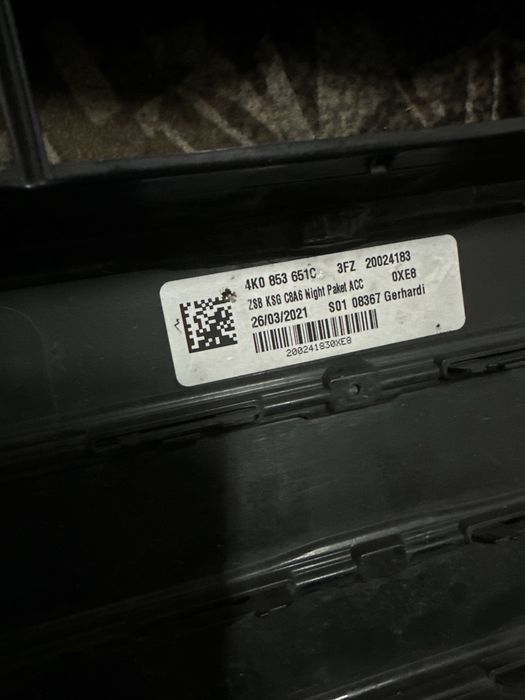 4K0 853 651C 3FZ 20024183
ZSB KSG C8A6 Night Paket ACC 0XE8
26/03/2021 S01 08367 Gerhardi
200241830XE8